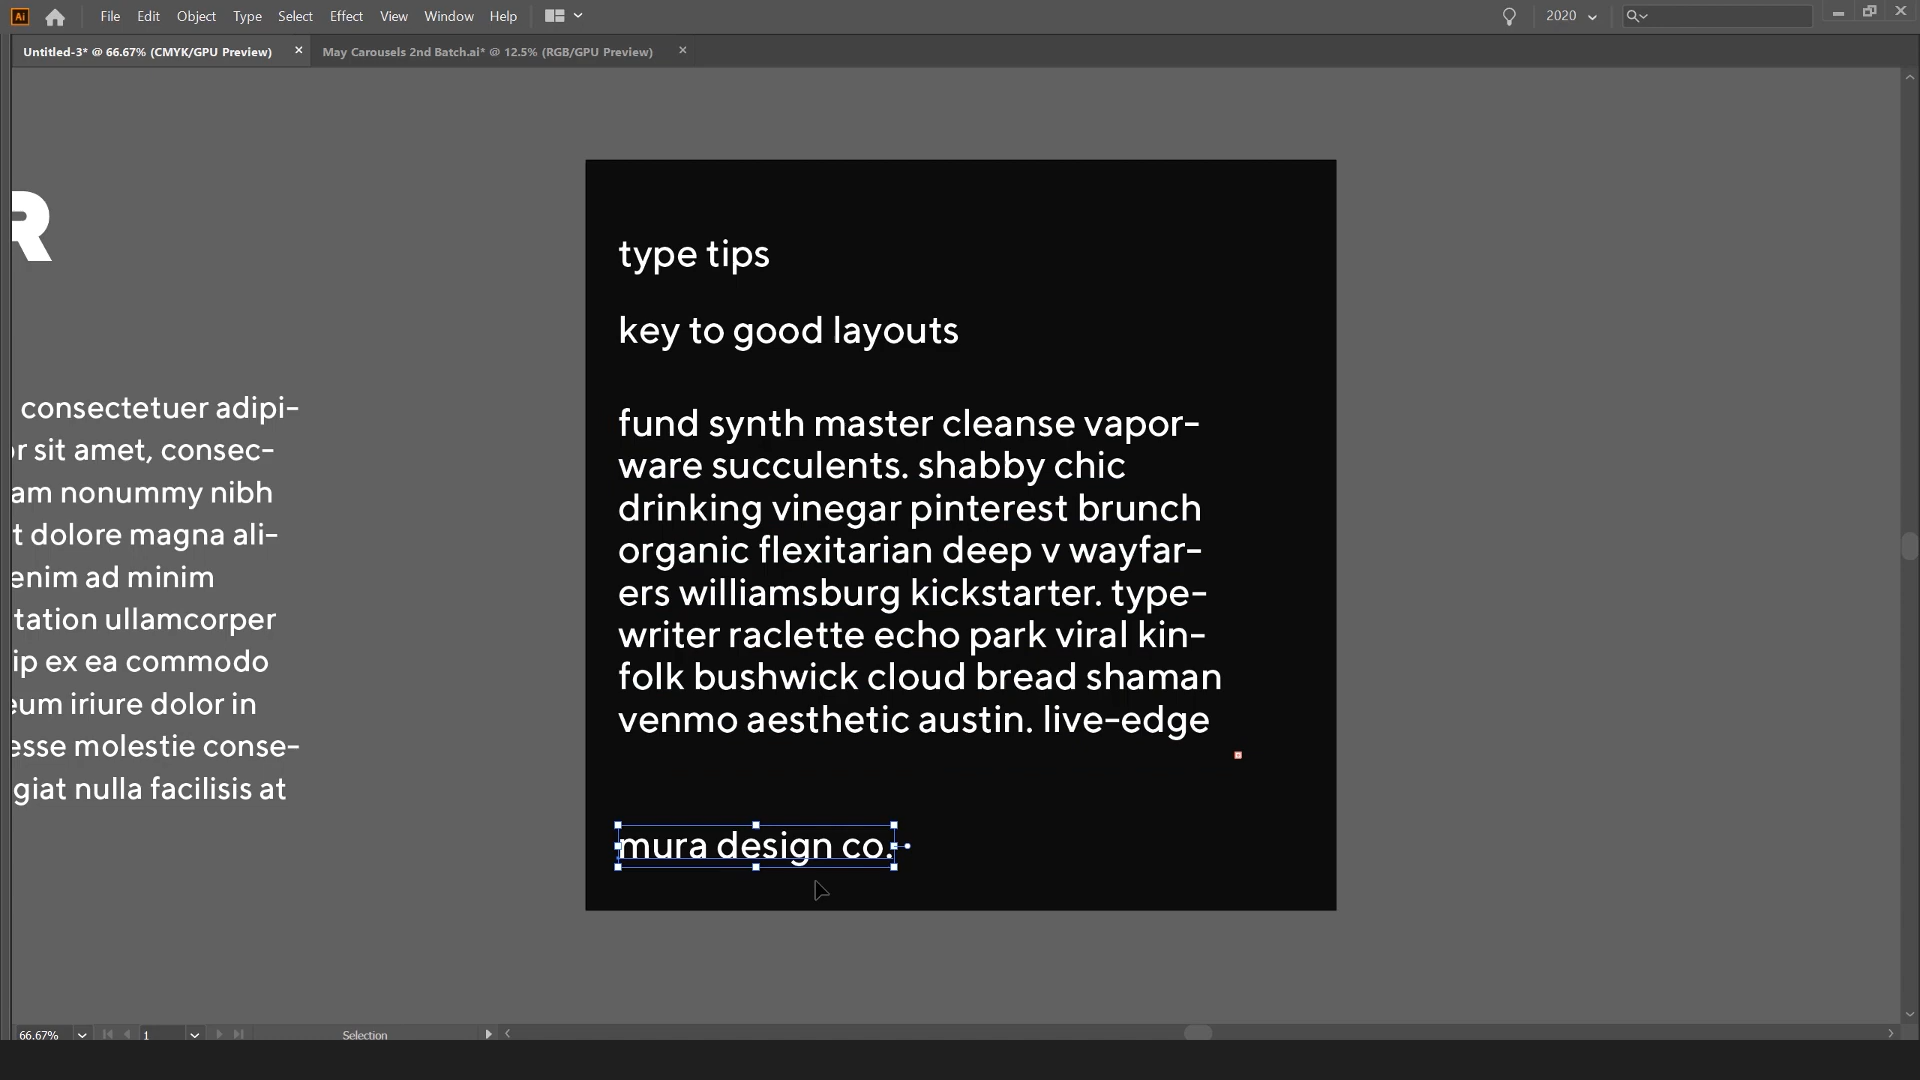 Ai File Edit Object Type Select Effect View Window Help 2020
Untitled-3* @ 66.67% (CMYK/GPU Preview) × May Carousels 2nd Batch.ai* @ 12.5% (RGB/GPU Preview) ×
R
consectetuer adipi-
r sit amet, consec-
am nonummy nibh
t dolore magna ali-
enim ad minim
tation ullamcorper
ip ex ea commodo
eum iriure dolor in
esse molestie conse-
giat nulla facilisis at
type tips
key to good layouts
fund synth master cleanse vapor-
ware succulents. shabby chic
drinking vinegar pinterest brunch
organic flexitarian deep v wayfar-
ers williamsburg kickstarter. type-
writer raclette echo park viral kin-
folk bushwick cloud bread shaman
venmo aesthetic austin. live-edge
mura design co.
66.67% 1 Selection